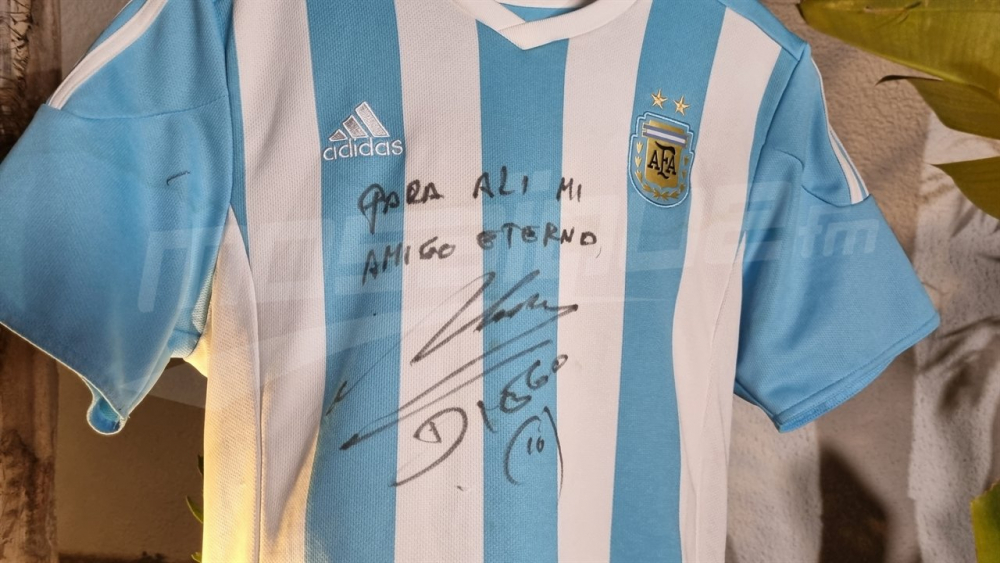 adidas
AFA
PARA ALI MI
AMIGO ETERNO,
DIEGO
(10)